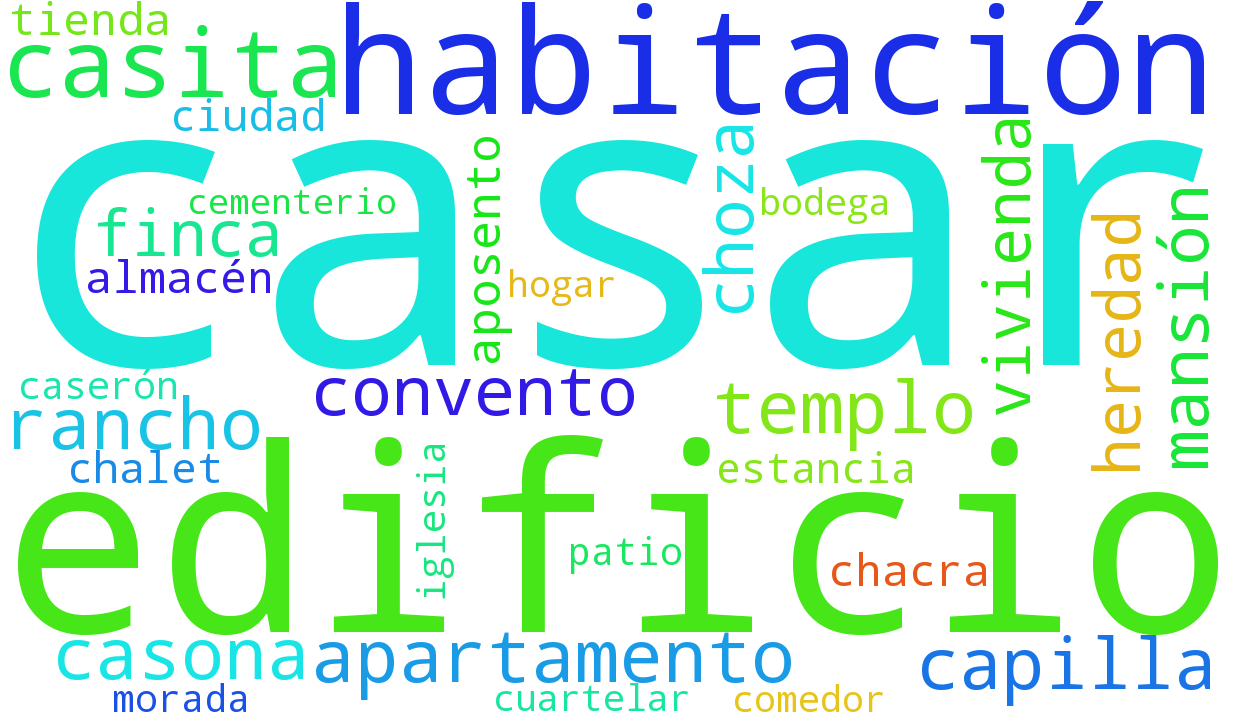 tienda
casita
habitación
ciudad
casar
cementerio
finca
almacén
aposento
hogar
choza
bodega
vivienda
heredad
mansión
caserón
rancho
convento
templo
chalet
estancia
edificio
iglesia
patio
chacra
casona
apartamento
capilla
morada
cuartelar
comedor